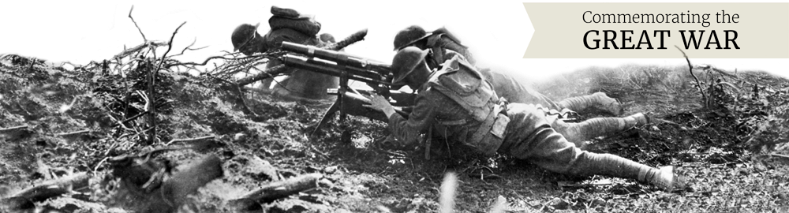 Commemorating the
GREAT WAR